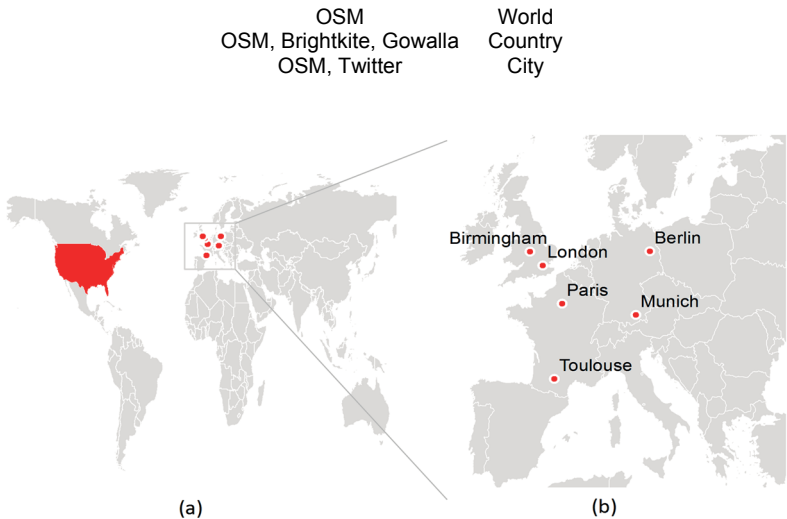 OSM World
OSM, Brightkite, Gowalla Country
OSM, Twitter City
Birmingham
London
Berlin
Paris
Munich
Toulouse
(a)
(b)